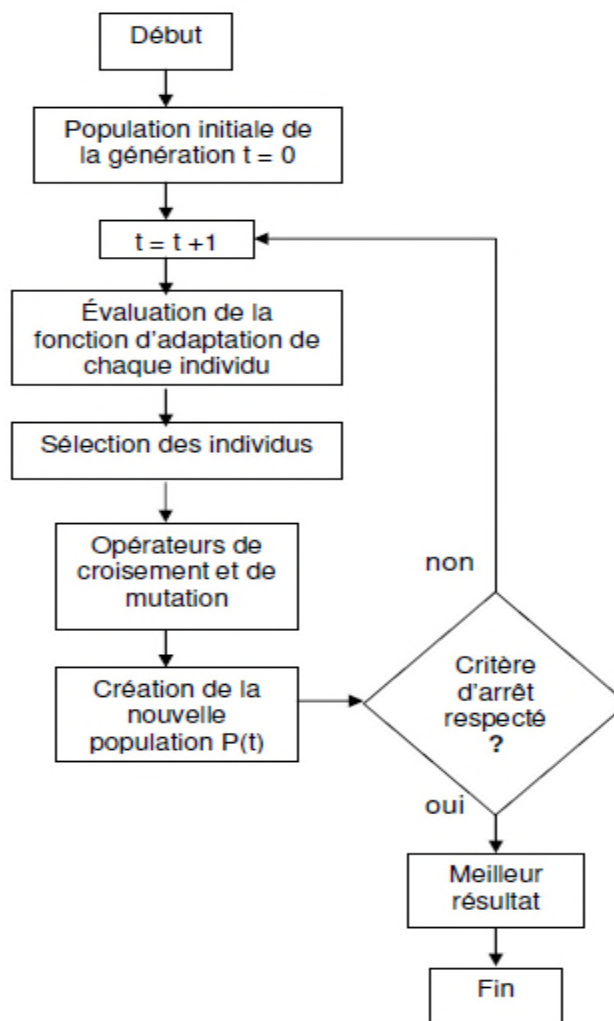 Début
Population initiale de
la génération t = 0
t = t +1
Évaluation de la
fonction d'adaptation de
chaque individu
Sélection des individus
Opérateurs de
croisement et de
mutation
Création de la
nouvelle
population P(t)
non
Critère
d'arrêt
respecté
?
oui
Meilleur
résultat
Fin